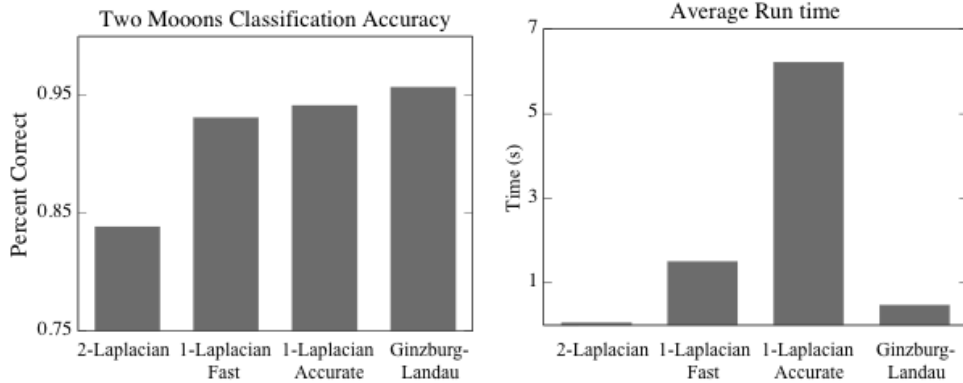 Two Mooons Classification Accuracy
Percent Correct
0.95
0.85
0.75
2-Laplacian
1-Laplacian
Fast
1-Laplacian
Accurate
Ginzburg-
Landau
Average Run time
Time (s)
7
5
3
1
2-Laplacian
1-Laplacian
Fast
1-Laplacian
Accurate
Ginzburg-
Landau